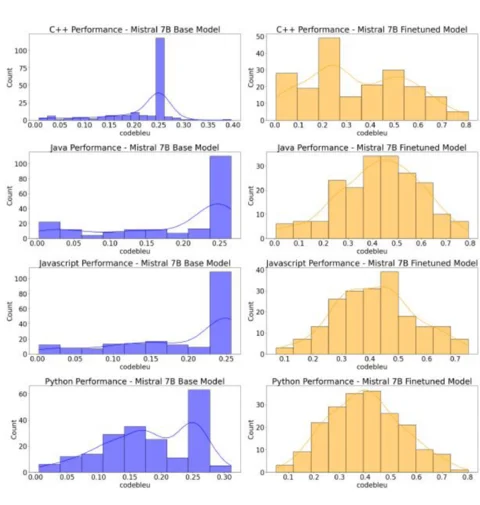 C++ Performance - Mistral 7B Base Model
Count
100
75
50
25
0
0.00 0.05 0.10 0.15 0.20 0.25 0.30 0.35 0.40
codebleu
C++ Performance - Mistral 7B Finetuned Model
Count
50
40
30
20
10
0
0.0 0.1 0.2 0.3 0.4 0.5 0.6 0.7 0.8
codebleu
Java Performance - Mistral 7B Base Model
Count
100
80
60
40
20
0
0.00 0.05 0.10 0.15 0.20 0.25
codebleu
Java Performance - Mistral 7B Finetuned Model
Count
30
20
10
0
0.1 0.2 0.3 0.4 0.5 0.6 0.7 0.8
codebleu
Javascript Performance - Mistral 7B Base Model
Count
100
80
60
40
20
0
0.00 0.05 0.10 0.15 0.20 0.25
codebleu
Javascript Performance - Mistral 7B Finetuned Model
Count
40
30
20
10
0
0.1 0.2 0.3 0.4 0.5 0.6 0.7
codebleu
Python Performance - Mistral 7B Base Model
Count
60
40
20
0
0.00 0.05 0.10 0.15 0.20 0.25 0.30
codebleu
Python Performance - Mistral 7B Finetuned Model
Count
30
20
10
0
0.1 0.2 0.3 0.4 0.5 0.6 0.7 0.8
codebleu